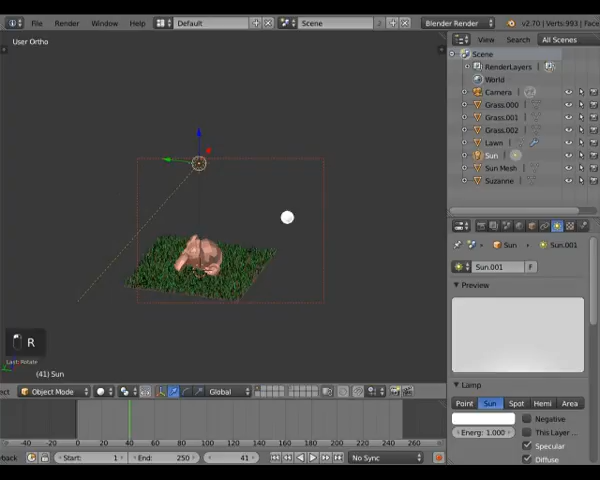 File Render Window Help Default Scene Blender Render v2.70 | Verts:993 | Face
User Ortho
View Search All Scenes
Scene
RenderLayers
World
Camera
Grass.000
Grass.001
Grass.002
Lawn
Sun
Sun Mesh
Suzanne
Sun Sun.001
Sun.001 F
Preview
R
Last: Rotate
(41) Sun
Lamp
ect Object Mode Global
Point Sun Spot Hemi Area
Negative
Energ: 1.000 This Layer...
Specular
Diffuse
-40 -20 0 20 40 60 80 100 120 140 160 180 200 220 240 260
back Start: 1 End: 250 41 No Sync